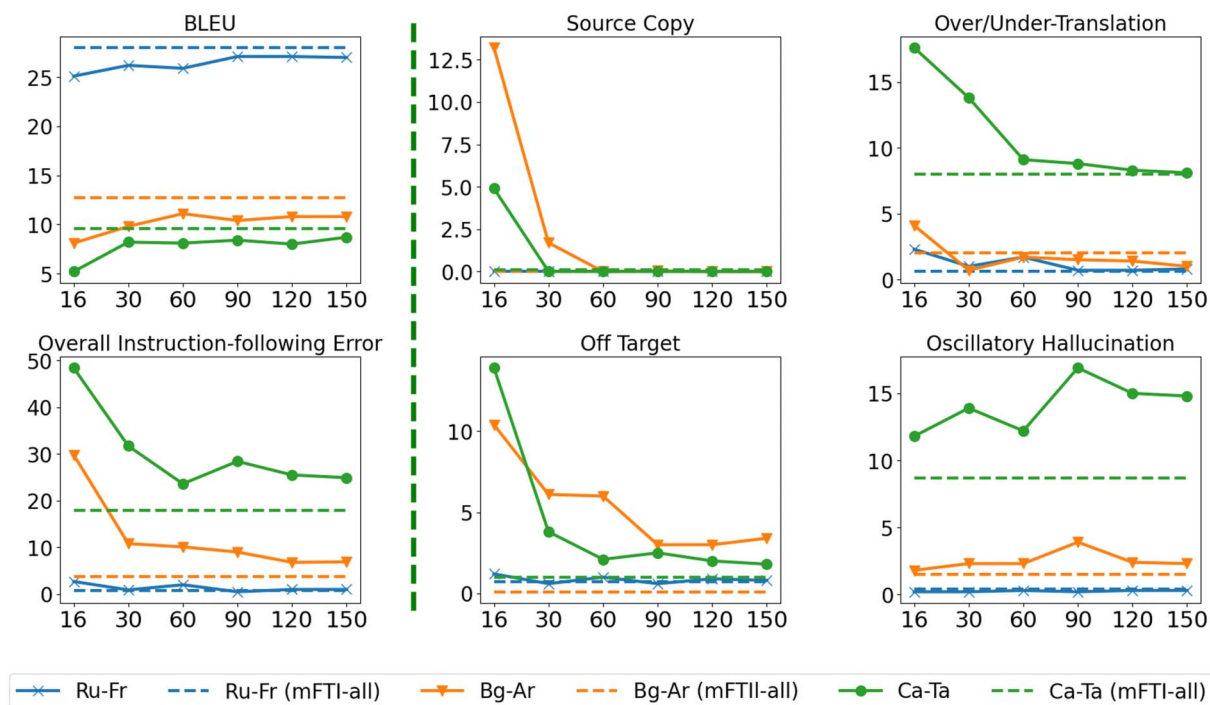 BLEU
25
20
15
10
5
16 30 60 90 120 150
Source Copy
12.5
10.0
7.5
5.0
2.5
0.0
16 30 60 90 120 150
Over/Under-Translation
15
10
5
0
16 30 60 90 120 150
Overall Instruction-following Error
50
40
30
20
10
0
16 30 60 90 120 150
Off Target
10
5
0
16 30 60 90 120 150
Oscillatory Hallucination
15
10
5
0
16 30 60 90 120 150
Ru-Fr Ru-Fr (mFTI-all) Bg-Ar Bg-Ar (mFTIl-all) Ca-Ta Ca-Ta (mFTI-all)